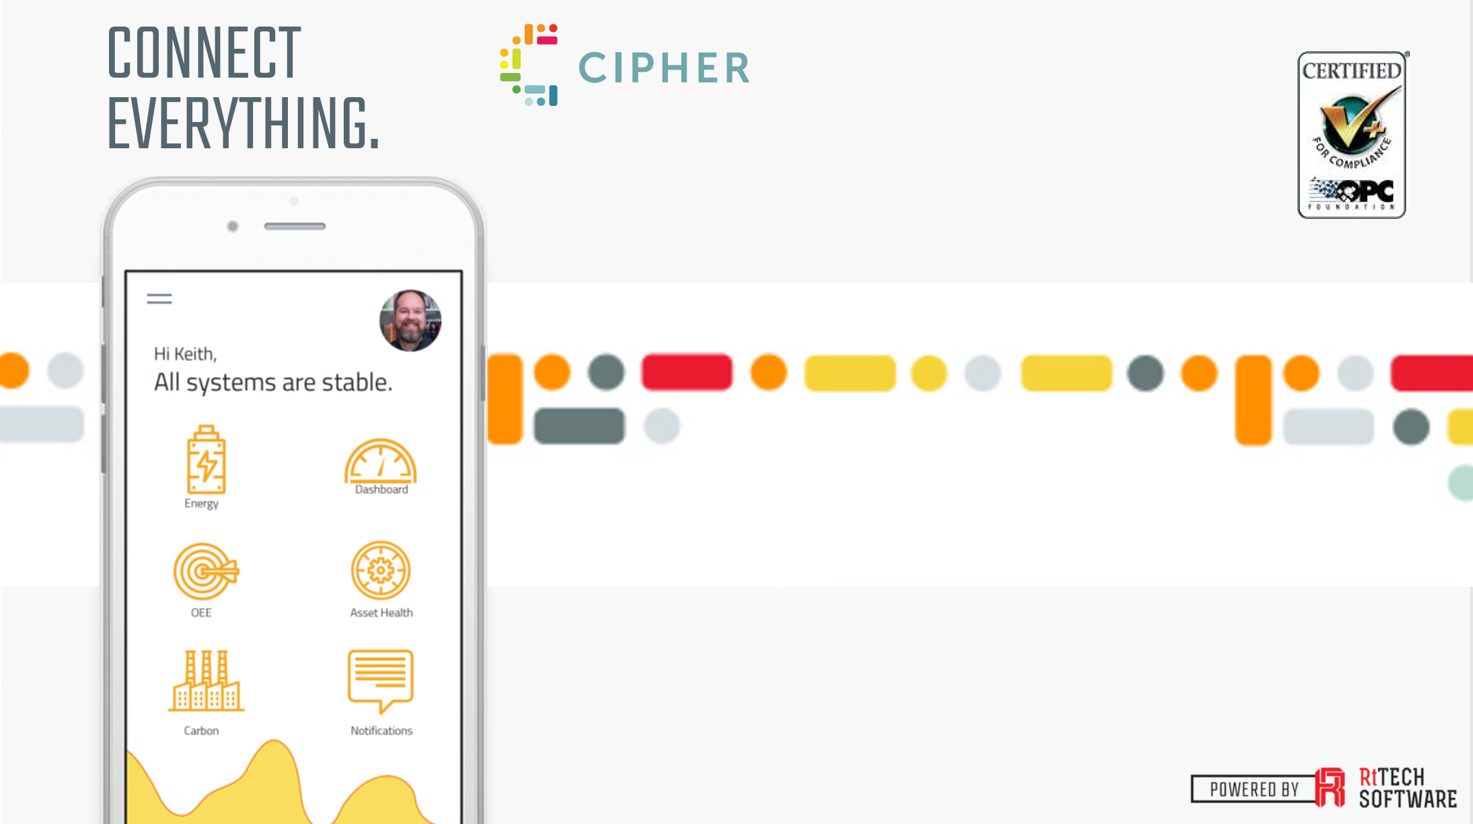 CONNECT
EVERYTHING.
CIPHER
CERTIFIED
V+
FOR COMPLIANCE
OPC
FOUNDATION
Hi Keith,
All systems are stable.
Energy
Dashboard
OEE
Asset Health
Carbon
Notifications
POWERED BY
RtTECH
SOFTWARE